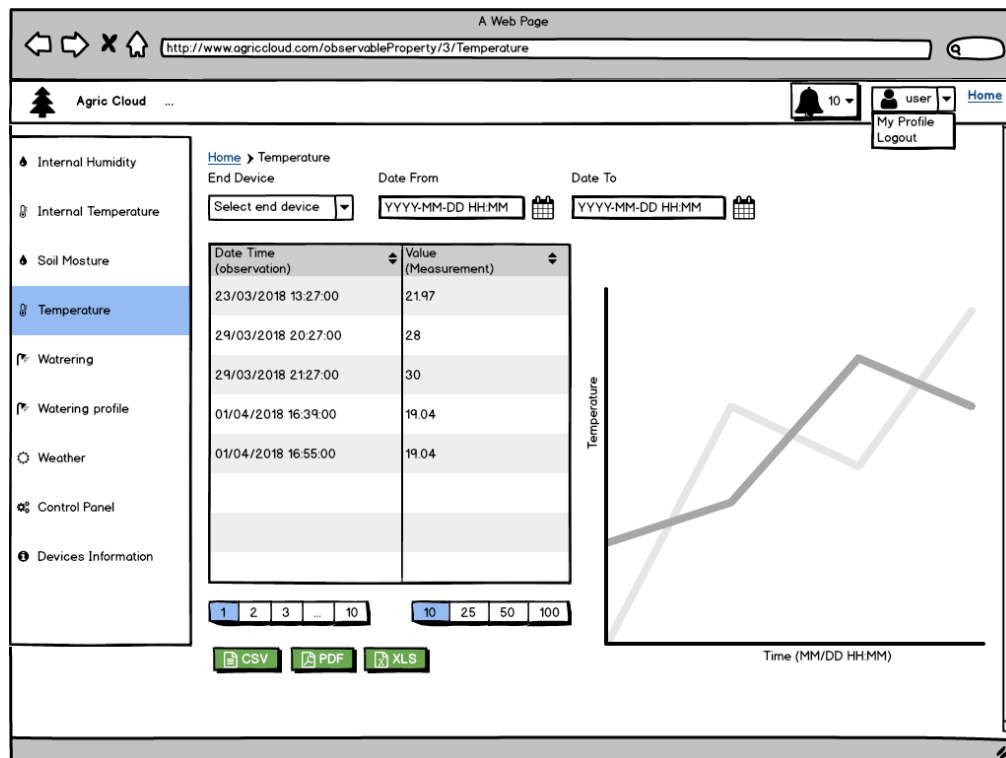 A Web Page
http://www.agriccloud.com/observableProperty/3/Temperature
Agric Cloud ...
10
user
Home
My Profile
Logout
Internal Humidity
Internal Temperature
Soil Mosture
Temperature
Watrering
Watering profile
Weather
Control Panel
Devices Information
Home Temperature
End Device
Date From
Date To
Select end device
YYYY-MM-DD HH:MM
YYYY-MM-DD HH:MM
Date Time
(observation)
Value
(Measurement)
23/03/2018 13:27:00 21.97
29/03/2018 20:27:00 28
29/03/2018 21:27:00 30
01/04/2018 16:39:00 19.04
01/04/2018 16:55:00 19.04
1 2 3 ... 10
10 25 50 100
CSV PDF XLS
Temperature
Time (MM/DD HH:MM)